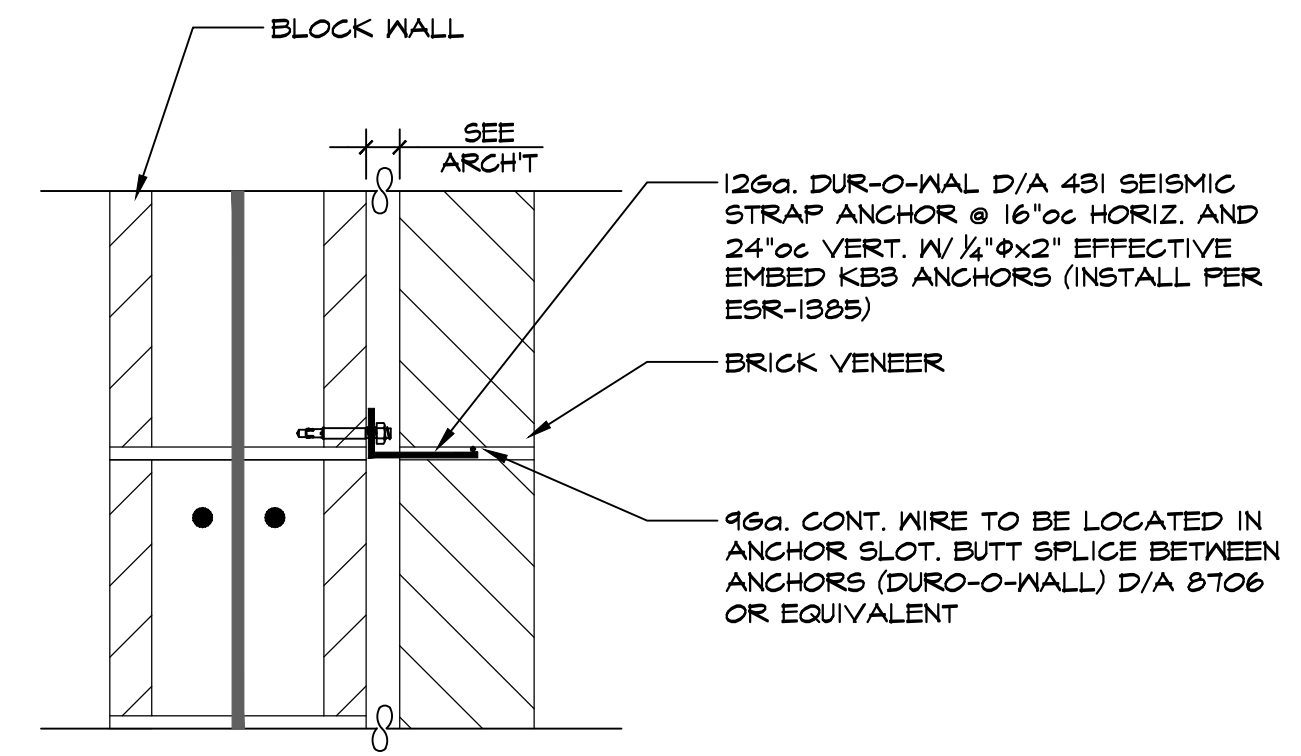 BLOCK WALL
SEE
ARCH'T
12Ga. DUR-O-WAL D/A 431 SEISMIC
STRAP ANCHOR @ 16"oc HORIZ. AND
24"oc VERT. W/ 1/4"Φx2" EFFECTIVE
EMBED KB3 ANCHORS (INSTALL PER
ESR-1385)
BRICK VENEER
9Ga. CONT. WIRE TO BE LOCATED IN
ANCHOR SLOT. BUTT SPLICE BETWEEN
ANCHORS (DURO-O-WALL) D/A 8706
OR EQUIVALENT